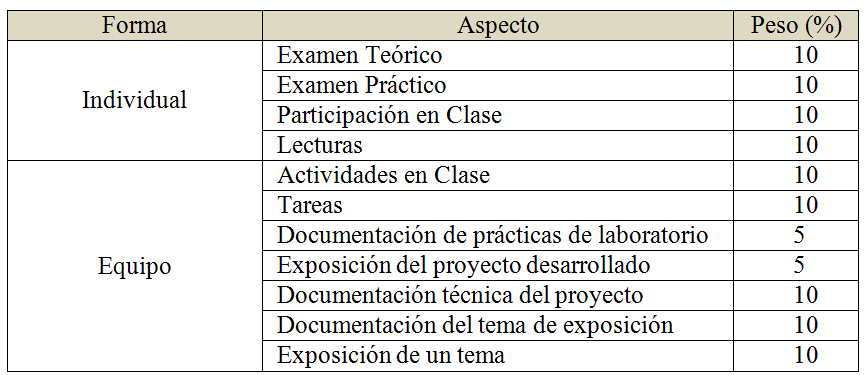 Forma Aspecto Peso (%)
Individual
Examen Teórico 10
Examen Práctico 10
Participación en Clase 10
Lecturas 10
Equipo
Actividades en Clase 10
Tareas 10
Documentación de prácticas de laboratorio 5
Exposición del proyecto desarrollado 5
Documentación técnica del proyecto 10
Documentación del tema de exposición 10
Exposición de un tema 10